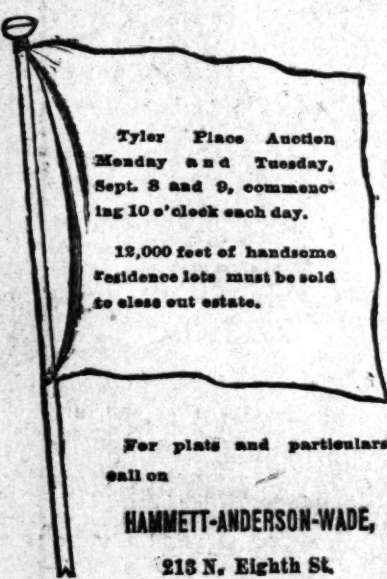 Tyler Place Auction
Monday and Tuesday,
Sept. 8 and 9, commenc-
ing 10 o'clock each day.
12,000 feet of handsome
residence lots must be sold
to close out estate.
For plats and particulars
call on
HAMMETT-ANDERSON-WADE,
213 N. Eighth St.